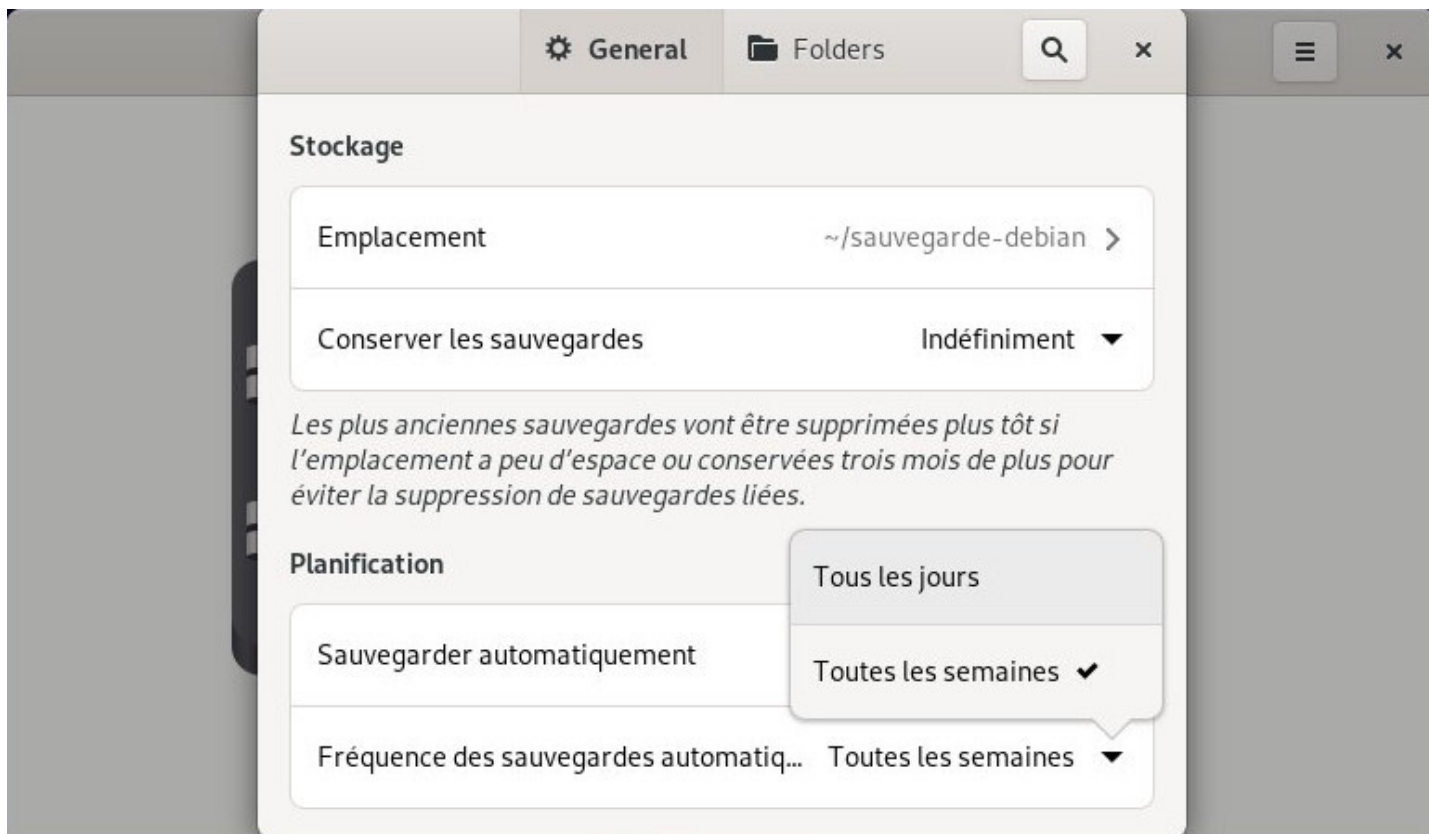 General
Folders
Stockage
Emplacement
~/sauvegarde-debian
Conserver les sauvegardes
Indéfiniment
Les plus anciennes sauvegardes vont être supprimées plus tôt si
l'emplacement a peu d'espace ou conservées trois mois de plus pour
éviter la suppression de sauvegardes liées.
Planification
Tous les jours
Sauvegarder automatiquement
Toutes les semaines
Fréquence des sauvegardes automatiq...
Toutes les semaines